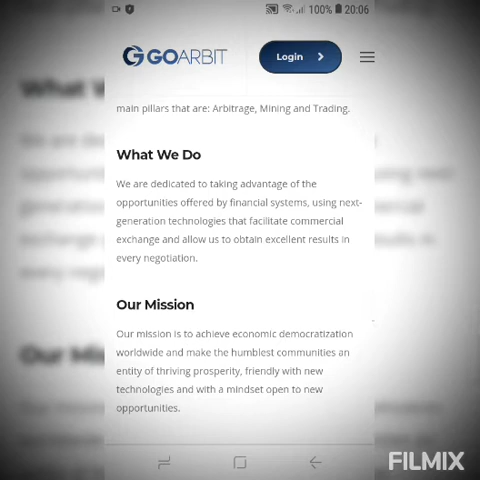 100% 20:06
GOARBIT
Login
main pillars that are: Arbitrage, Mining and Trading.
What We Do
We are dedicated to taking advantage of the
opportunities offered by financial systems, using next-
generation technologies that facilitate commercial
exchange and allow us to obtain excellent results in
every negotiation.
Our Mission
Our mission is to achieve economic democratization
worldwide and make the humblest communities an
entity of thriving prosperity, friendly with new
technologies and with a mindset open to new
opportunities.
FILMIX